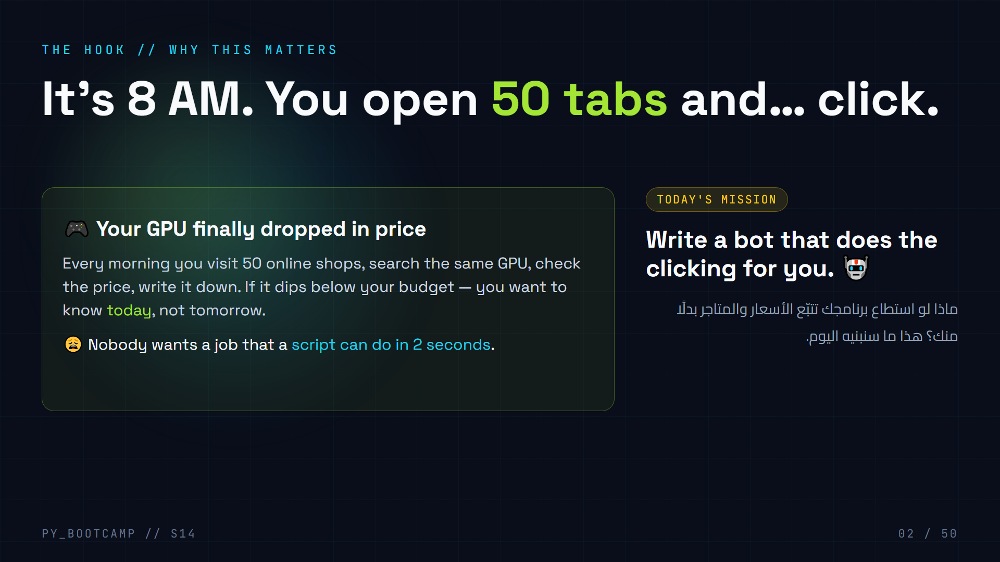 THE HOOK // WHY THIS MATTERS
It’s 8 AM. You open 50 tabs and… click.
🎮 Your GPU finally dropped in price
Every morning you visit 50 online shops, search the same GPU, check
the price, write it down. If it dips below your budget — you want to
know today, not tomorrow.
😩 Nobody wants a job that a script can do in 2 seconds.
TODAY'S MISSION
Write a bot that does the
clicking for you. 🤖
ماذا لو استطاع برنامجك تتبّع الأسعار والمتاجر بدلًا
منك؟ هذا ما سنبنيه اليوم.
PY_BOOTCAMP // S14
02 / 50